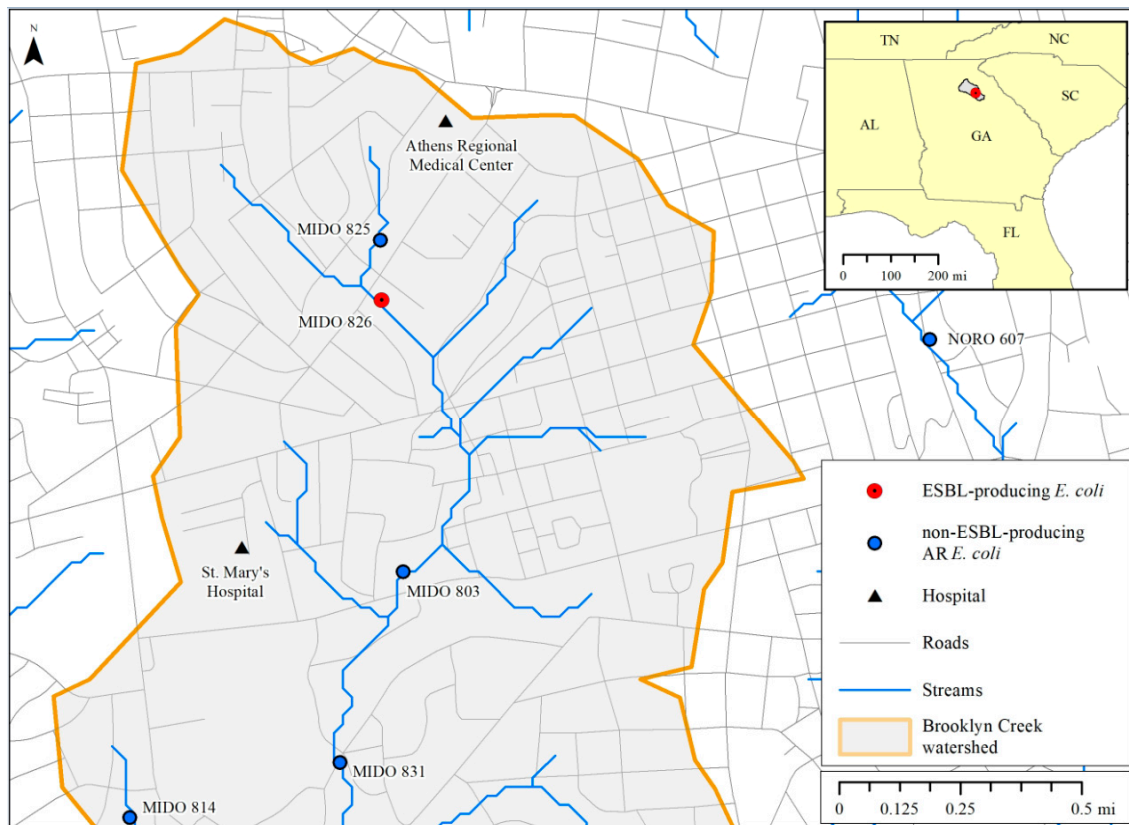 N
Athens Regional
Medical Center
MIDO 825
MIDO 826
St. Mary's
Hospital
MIDO 803
MIDO 831
MIDO 814
NORO 607
TN
NC
SC
AL
GA
FL
0 100 200 mi
ESBL-producing E. coli
non-ESBL-producing
AR E. coli
Hospital
Roads
Streams
Brooklyn Creek
watershed
0 0.125 0.25 0.5 mi